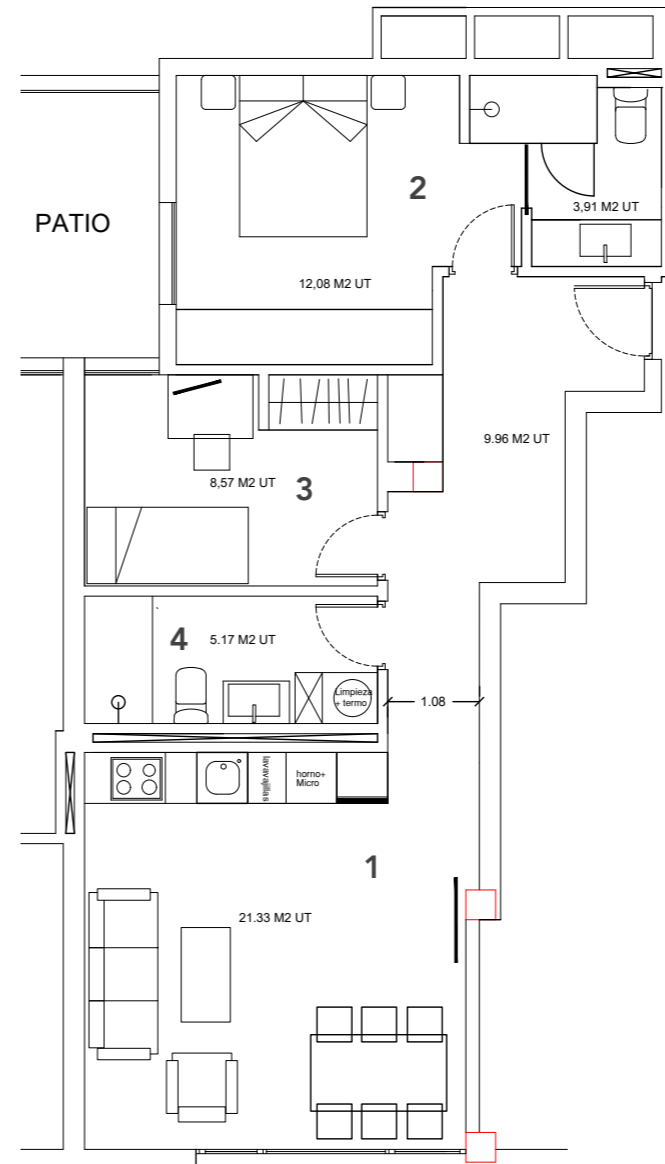 2
3,91 M2 UT
PATIO
12,08 M2 UT
9.96 M2 UT
8,57 M2 UT
3
4
5.17 M2 UT
Limpieza
+ termo
1.08
lavavajillas
horno+
Micro
1
21.33 M2 UT